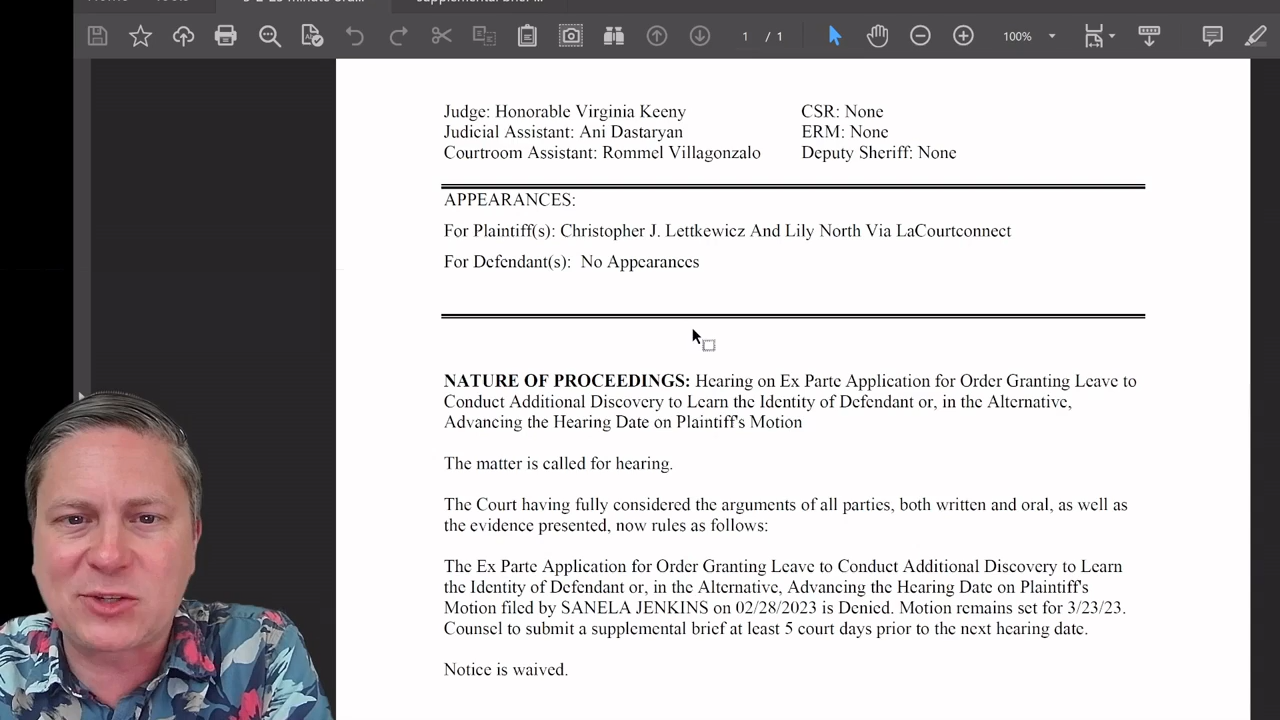 1 / 1
100%
Judge: Honorable Virginia Keeny CSR: None
Judicial Assistant: Ani Dastaryan ERM: None
Courtroom Assistant: Rommel Villagonzalo Deputy Sheriff: None
APPEARANCES:
For Plaintiff(s): Christopher J. Lettkewicz And Lily North Via LaCourtconnect
For Defendant(s): No Appearances
NATURE OF PROCEEDINGS: Hearing on Ex Parte Application for Order Granting Leave to
Conduct Additional Discovery to Learn the Identity of Defendant or, in the Alternative,
Advancing the Hearing Date on Plaintiff's Motion
The matter is called for hearing.
The Court having fully considered the arguments of all parties, both written and oral, as well as
the evidence presented, now rules as follows:
The Ex Parte Application for Order Granting Leave to Conduct Additional Discovery to Learn
the Identity of Defendant or, in the Alternative, Advancing the Hearing Date on Plaintiff's
Motion filed by SANELA JENKINS on 02/28/2023 is Denied. Motion remains set for 3/23/23.
Counsel to submit a supplemental brief at least 5 court days prior to the next hearing date.
Notice is waived.